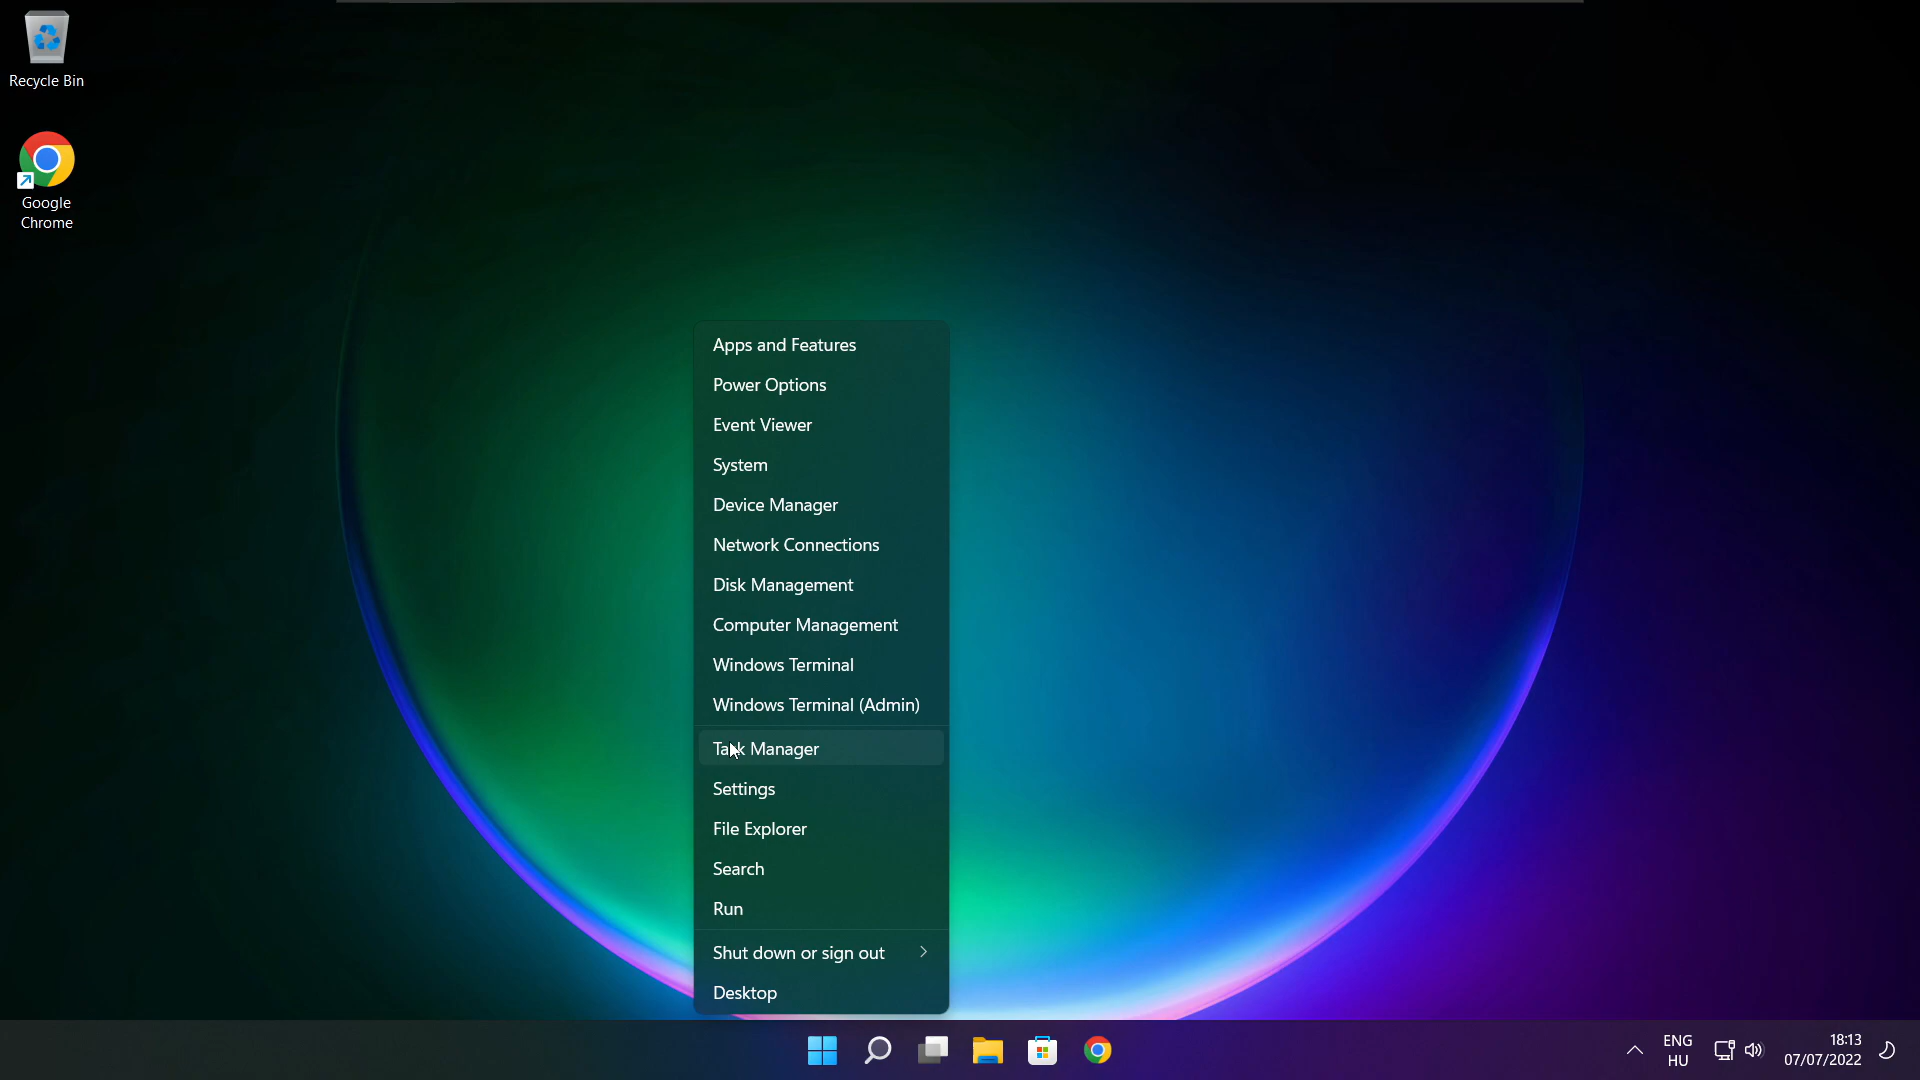 Recycle Bin
Google
Chrome
Apps and Features
Power Options
Event Viewer
System
Device Manager
Network Connections
Disk Management
Computer Management
Windows Terminal
Windows Terminal (Admin)
Task Manager
Settings
File Explorer
Search
Run
Shut down or sign out
Desktop
ENG
HU
18:13
07/07/2022